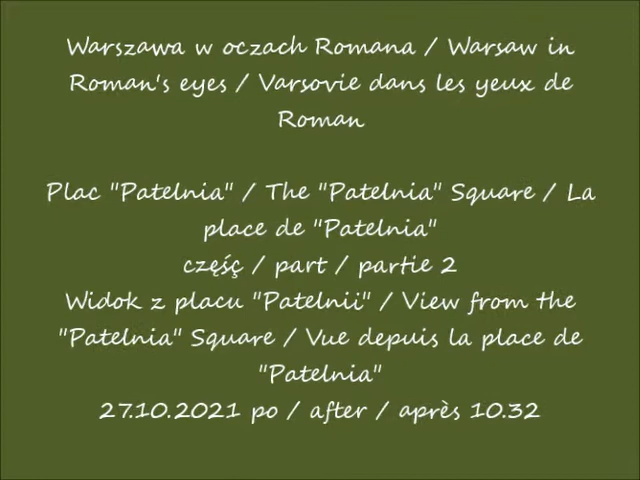 Warszawa w oczach Romana / Warsaw in
Roman's eyes / Varsovie dans les yeux de
Roman
Plac "Patelnia" / The "Patelnia" Square / La
place de "Patelnia"
częśç / part / partie 2
Widok z placu "Patelnii" / View from the
"Patelnia" Square / Vue depuis la place de
"Patelnia"
27.10.2021 po / after / après 10.32